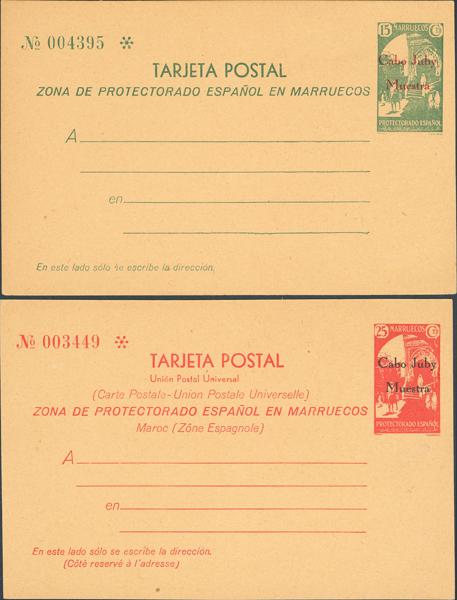 № 004395 *
15 MARRUECOS Cs
Cabo Juby
Muestra
PROTECTORADO ESPAÑOL
TARJETA POSTAL
ZONA DE PROTECTORADO ESPAÑOL EN MARRUECOS
A
en
En este lado sólo se escribe la dirección.
№ 003449 *
25 MARRUECOS Cs
Cabo Juby
Muestra
PROTECTORADO ESPAÑOL
TARJETA POSTAL
Unión Postal Universal
(Carte Postale-Union Postale Universelle)
ZONA DE PROTECTORADO ESPAÑOL EN MARRUECOS
Maroc (Zône Espagnole)
A
en
En este lado sólo se escribe la dirección.
(Côté reservé à l'adresse)